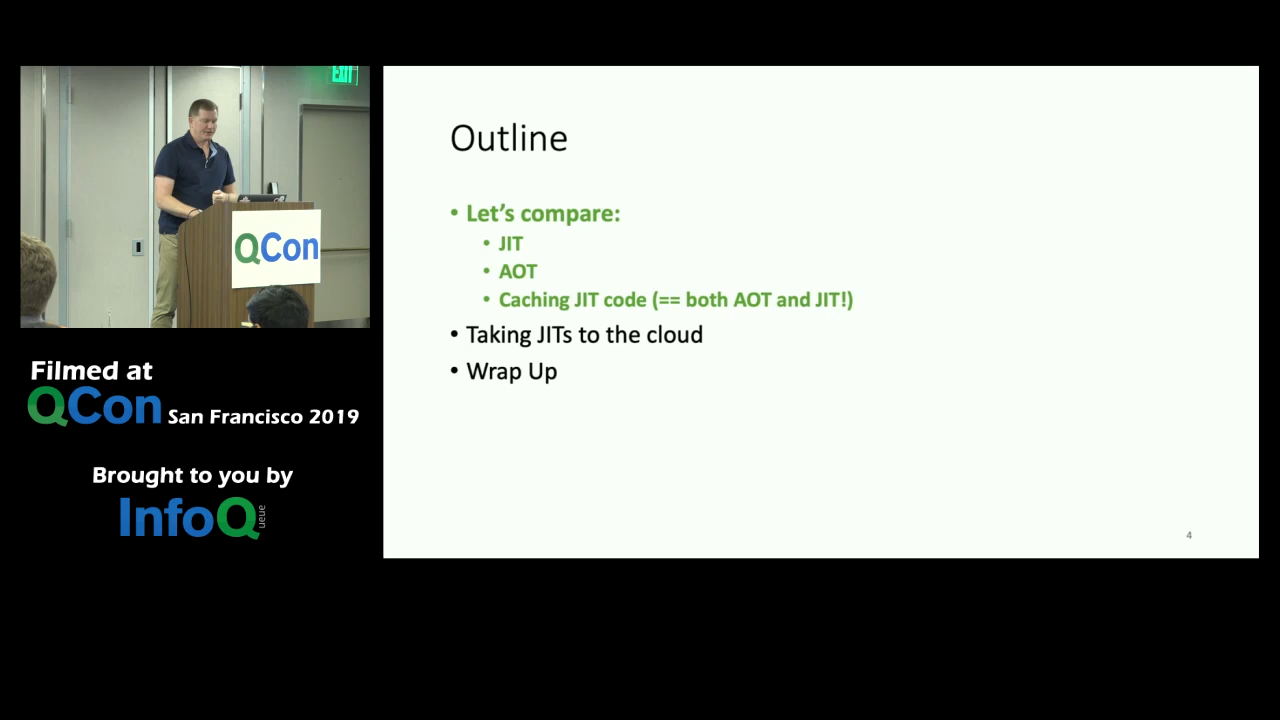 EXIT
QCon
Filmed at
QCon San Francisco 2019
Brought to you by
InfoQ
ueue
Outline
• Let's compare:
• JIT
• AOT
• Caching JIT code (== both AOT and JIT!)
• Taking JITs to the cloud
• Wrap Up
4